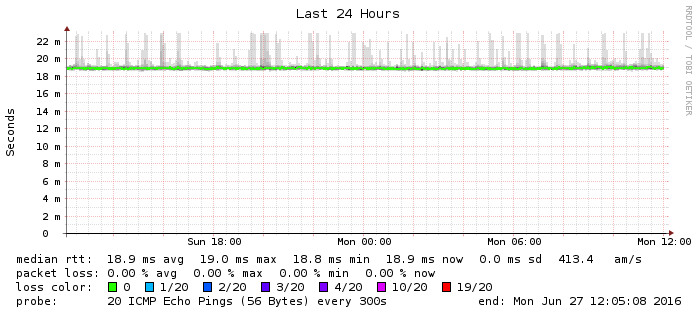 Last 24 Hours
RRDTOOL / TOBI OETIKER
Seconds
22 m
20 m
18 m
16 m
14 m
12 m
10 m
8 m
6 m
4 m
2 m
0
Sun 18:00 Mon 00:00 Mon 06:00 Mon 12:00
median rtt: 18.9 ms avg 19.0 ms max 18.8 ms min 18.9 ms now 0.0 ms sd 413.4 am/s
packet loss: 0.00 % avg 0.00 % max 0.00 % min 0.00 % now
loss color: 0 1/20 2/20 3/20 4/20 10/20 19/20
probe: 20 ICMP Echo Pings (56 Bytes) every 300s end: Mon Jun 27 12:05:08 2016